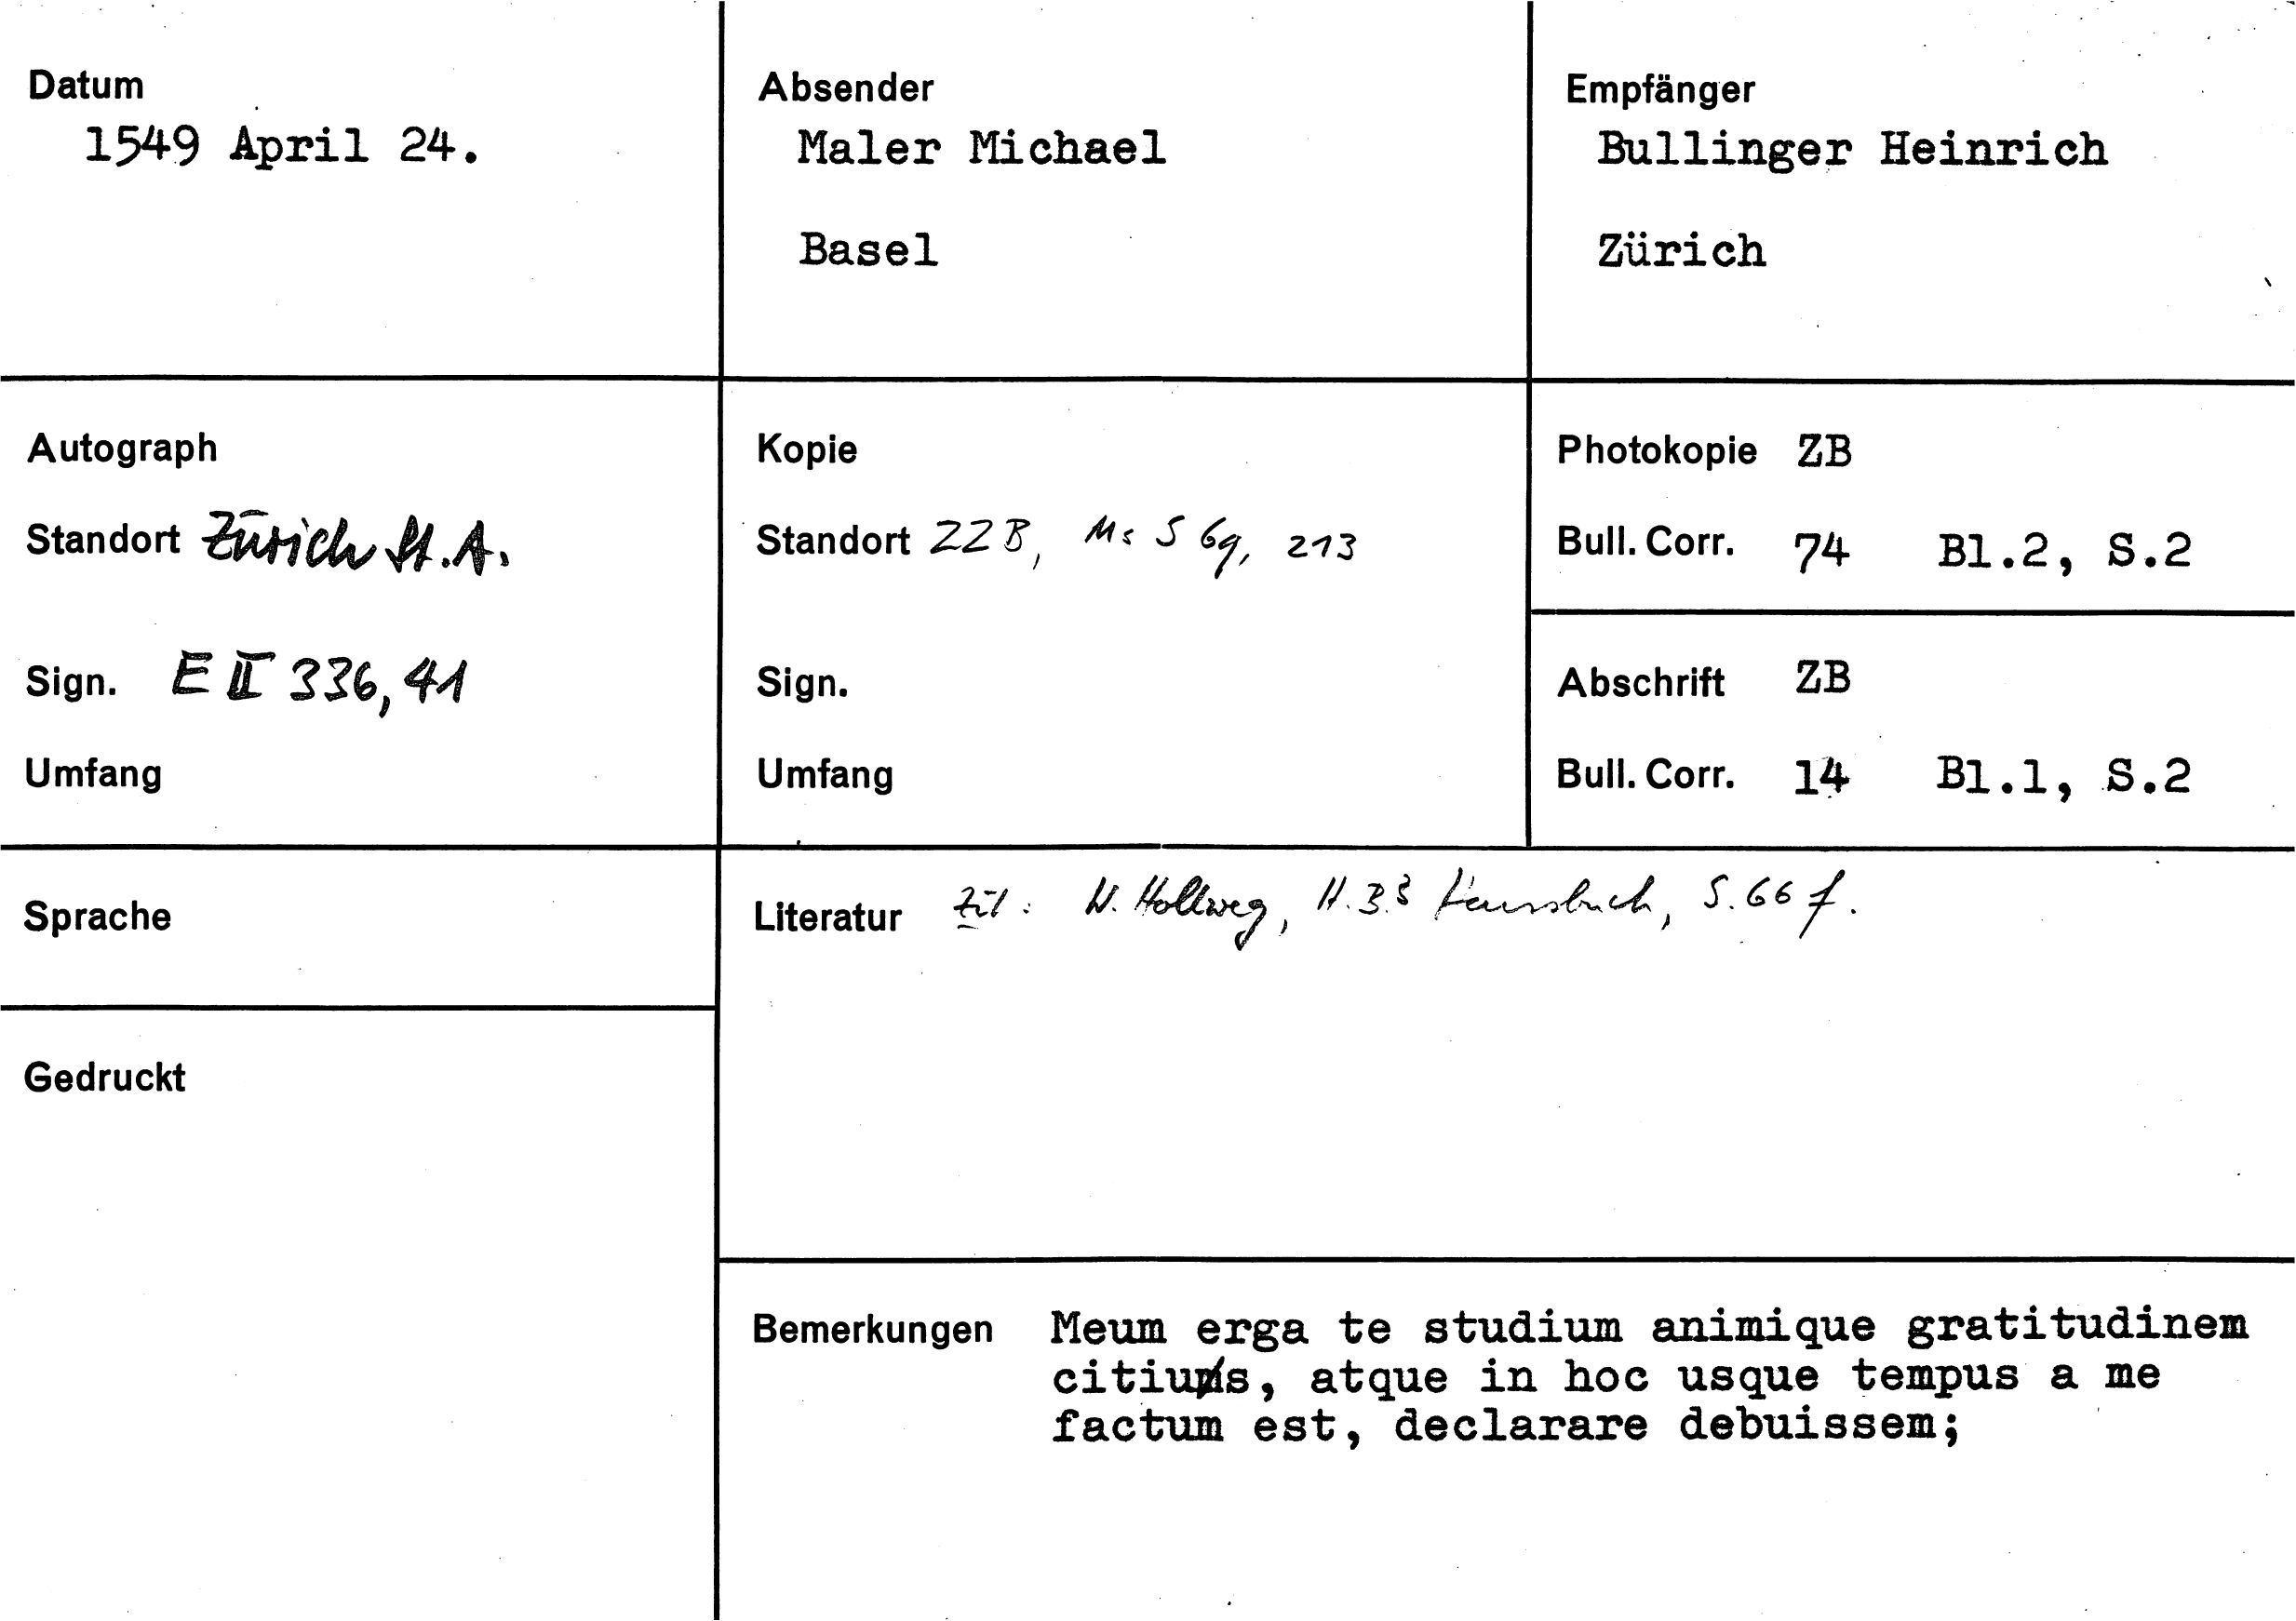 Datum
1549 April 24.
Absender
Maler Michael
Basel
Empfänger
Bullinger Heinrich
Zürich
Autograph
Standort Zürich St.A.
Sign. E II 336, 41
Umfang
Kopie
Standort ZZB, Ms S 69, 213
Sign.
Umfang
Photokopie ZB
Bull. Corr. 74 Bl.2, S.2
Abschrift ZB
Bull. Corr. 14 Bl.1, S.2
Sprache
Gedruckt
Literatur zit: W. Hollweg, H.B.s Hausbuch, S. 66 f.
Bemerkungen Meum erga te studium animique gratitudinem
citius, atque in hoc usque tempus a me
factum est, declarare debuissem;